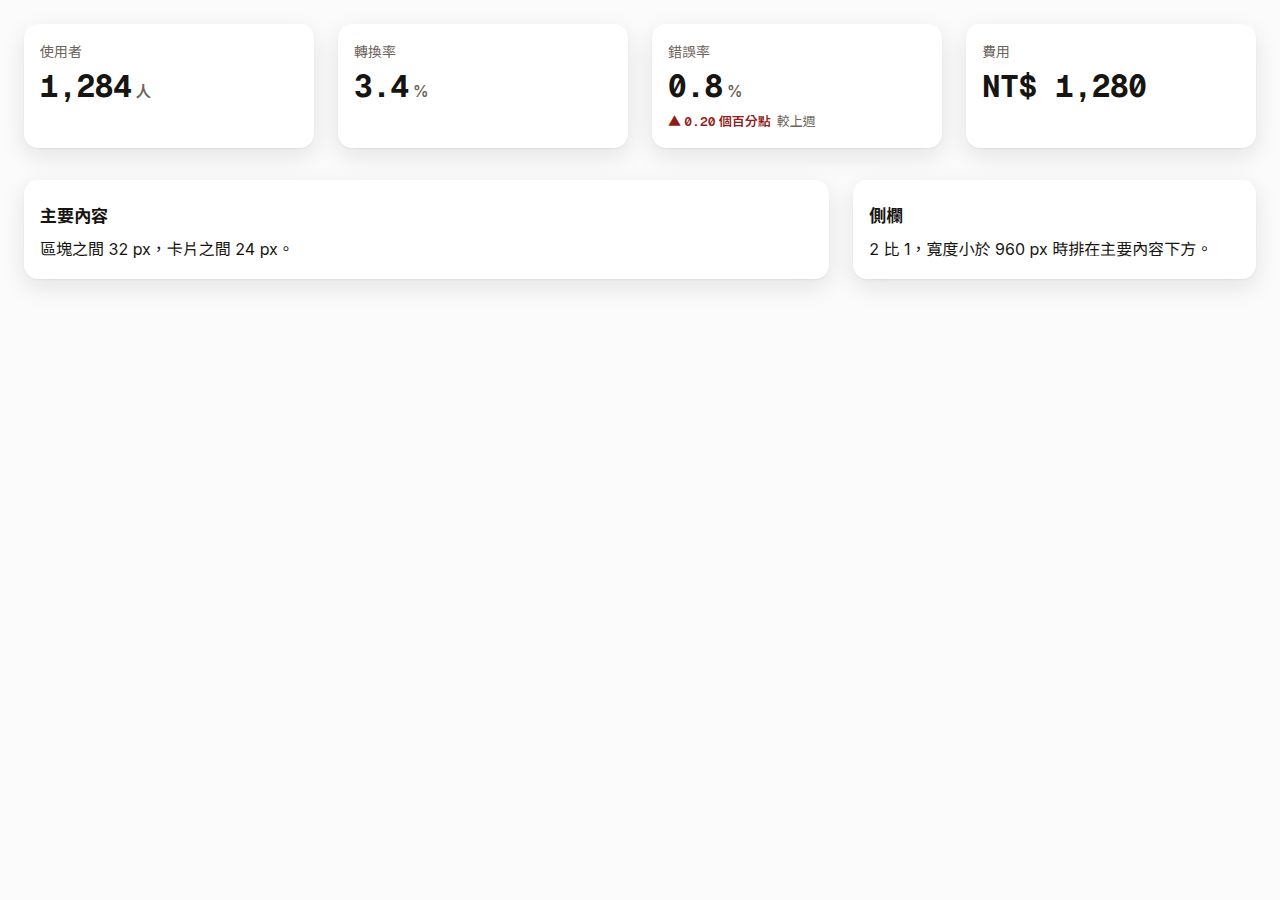 使用者
1,284 人
轉換率
3.4 %
錯誤率
0.8 %
▲ 0.20 個百分點 較上週
費用
NT$ 1,280
主要內容
區塊之間 32 px，卡片之間 24 px。
側欄
2 比 1，寬度小於 960 px 時排在主要內容下方。